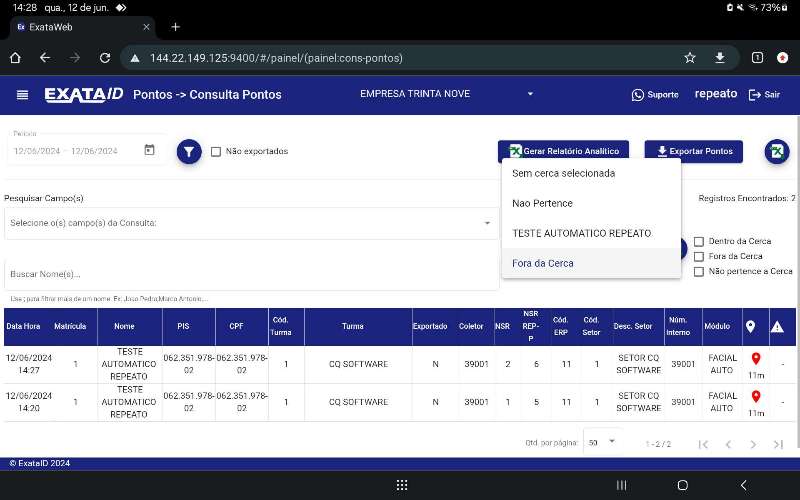 14:28 qua., 12 de jun.
73%
Ex ExataWeb
144.22.149.125:9400/#/painel/(painel:cons-pontos)
1
EXATA ID
Pontos -> Consulta Pontos
EMPRESA TRINTA NOVE
Suporte
repeato
Sair
Período
12/06/2024 – 12/06/2024
Não exportados
Gerar Relatório Analítico
Exportar Pontos
Sem cerca selecionada
Nao Pertence
TESTE AUTOMATICO REPEATO
Fora da Cerca
Pesquisar Campo(s)
Registros Encontrados: 2
Selecione o(s) campo(s) da Consulta:
Dentro da Cerca
Fora da Cerca
Não pertence a Cerca
Buscar Nome(s)...
Use ; para filtrar mais de um nome. Ex: João Pedro;Marco Antonio;...
Data Hora Matrícula Nome PIS CPF Cód. Turma Turma Exportado Coletor NSR NSR REP-P Cód. ERP Cód. Setor Desc. Setor Núm. Interno Módulo
12/06/2024 14:27 1 TESTE AUTOMATICO REPEATO 062.351.978-02 062.351.978-02 1 CQ SOFTWARE N 39001 2 6 11 1 SETOR CQ SOFTWARE 39001 FACIAL AUTO 11m -
12/06/2024 14:20 1 TESTE AUTOMATICO REPEATO 062.351.978-02 062.351.978-02 1 CQ SOFTWARE N 39001 1 5 11 1 SETOR CQ SOFTWARE 39001 FACIAL AUTO 11m -
Qtd. por página: 50 1 - 2 / 2
© ExataID 2024